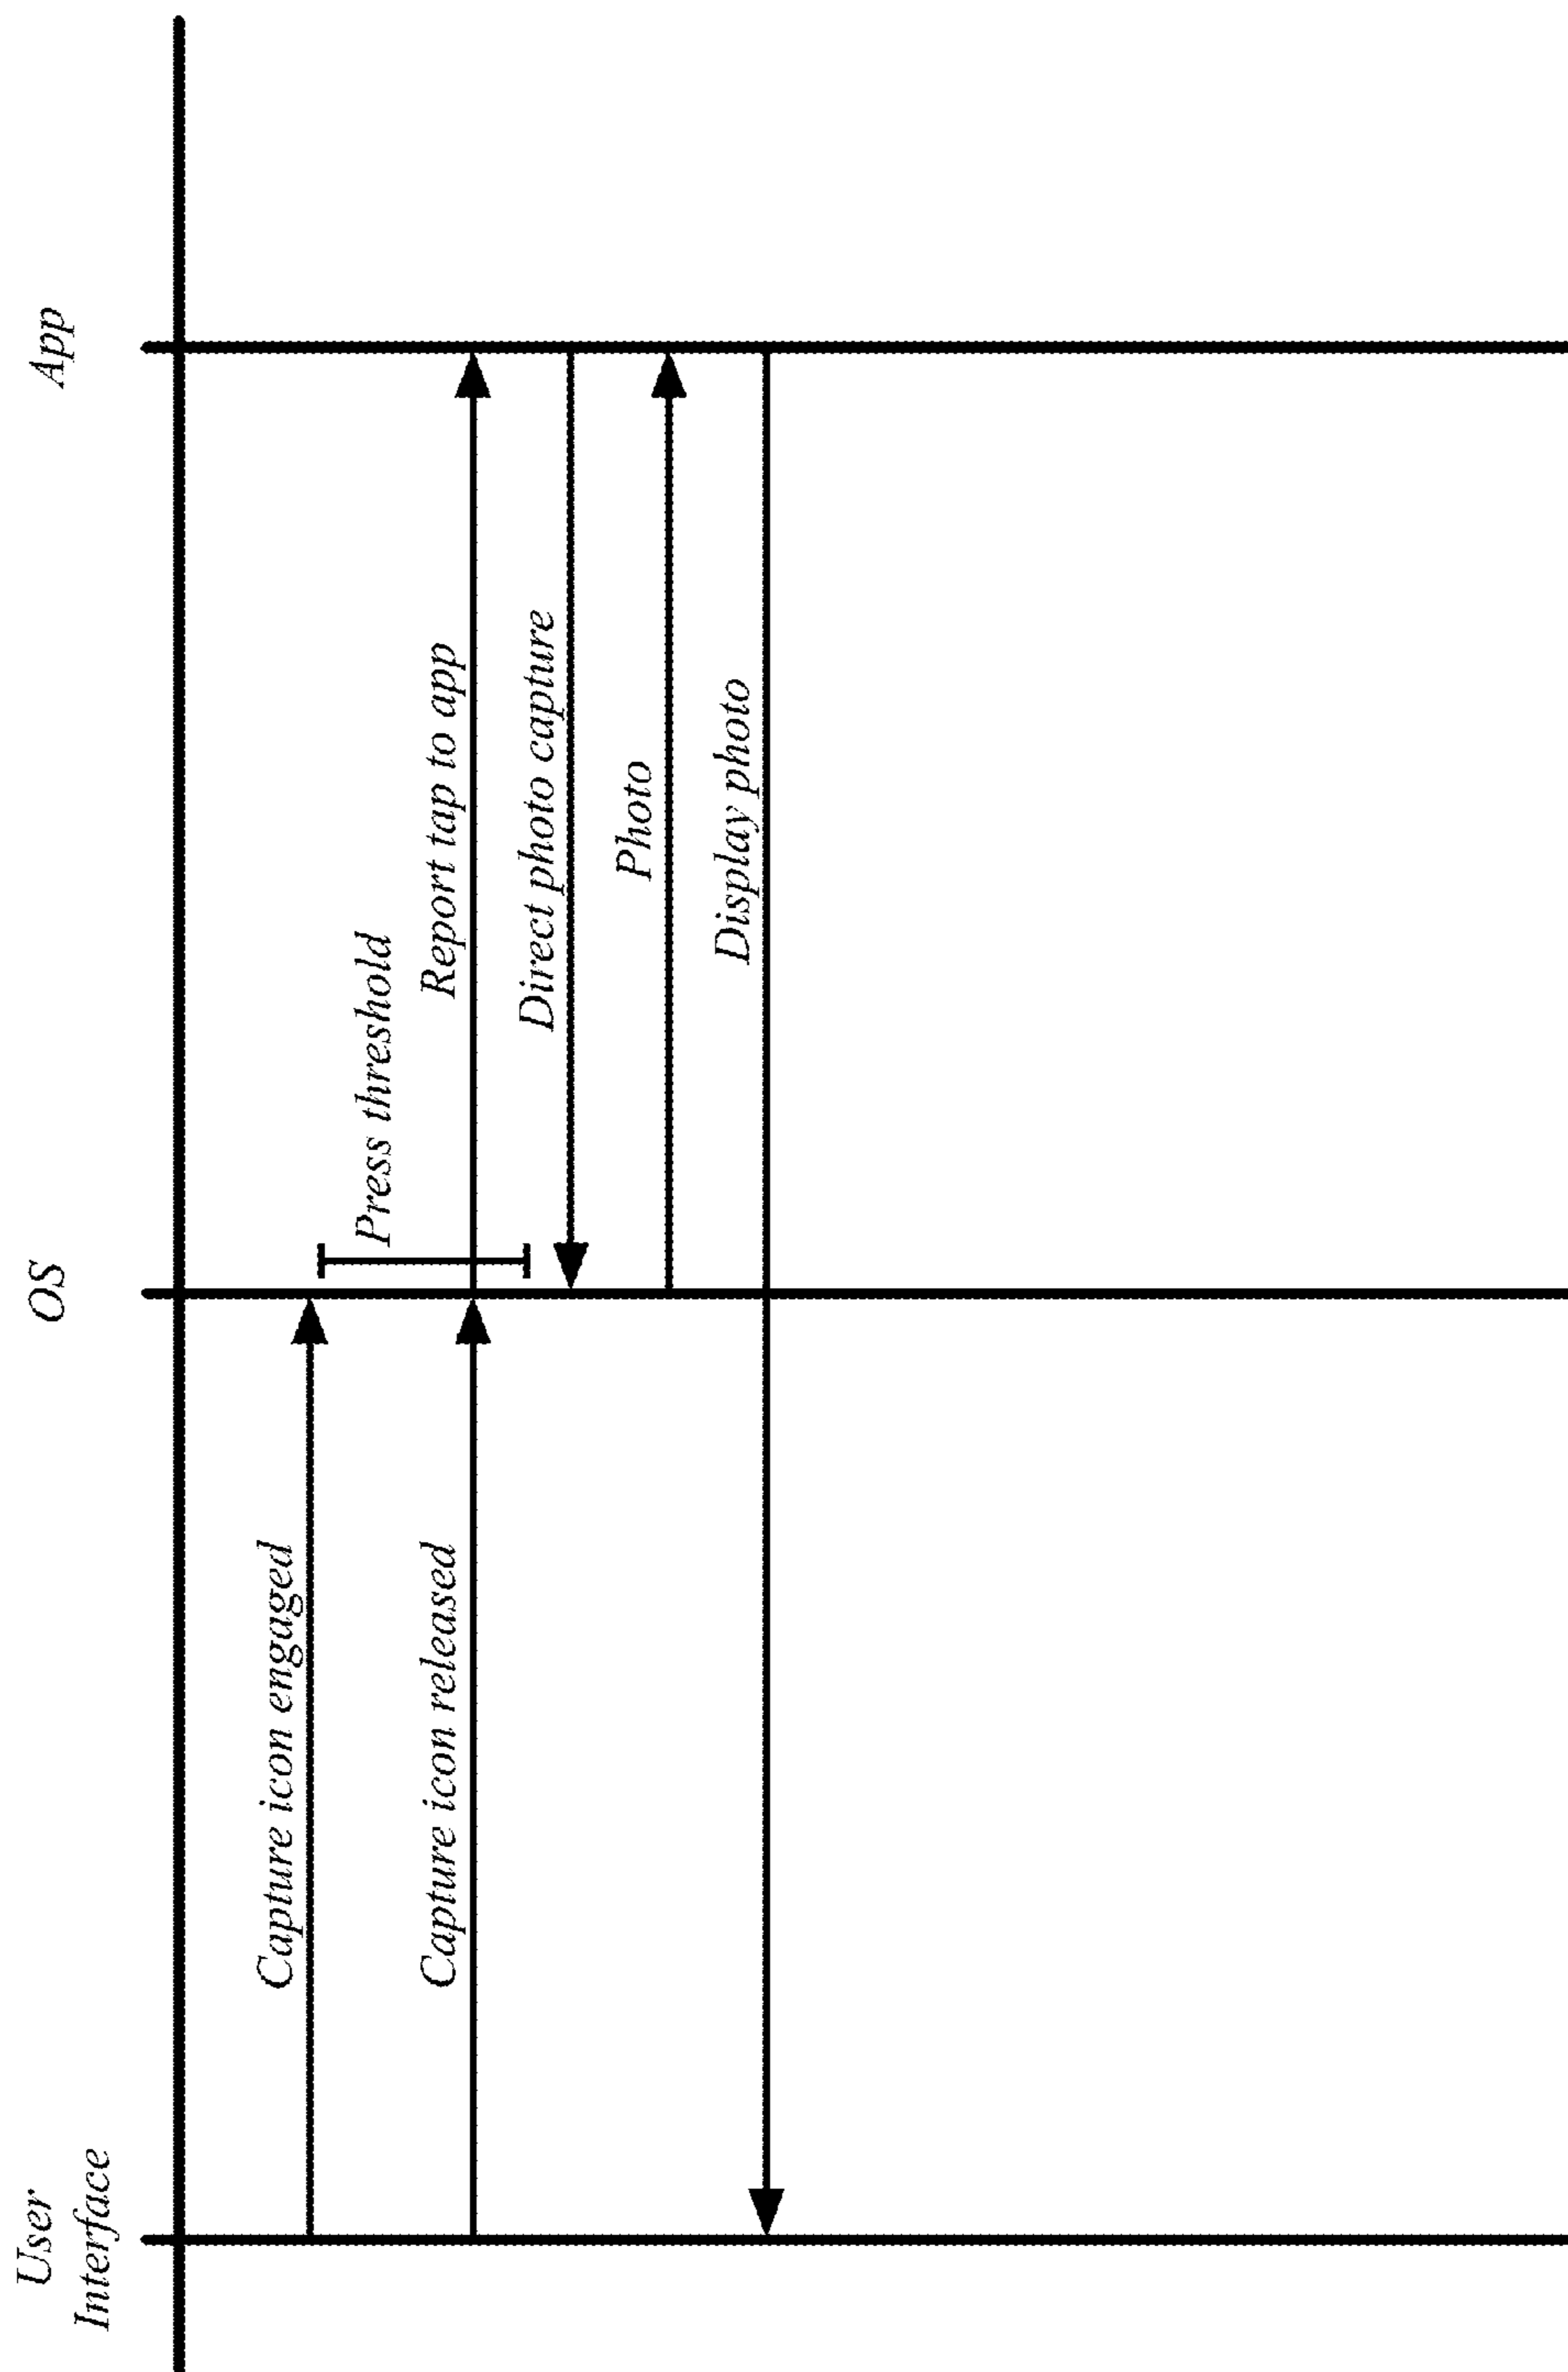 User
Interface
OS
App
Capture icon engaged
Press threshold
Capture icon released
Report tap to app
Direct photo capture
Photo
Display photo